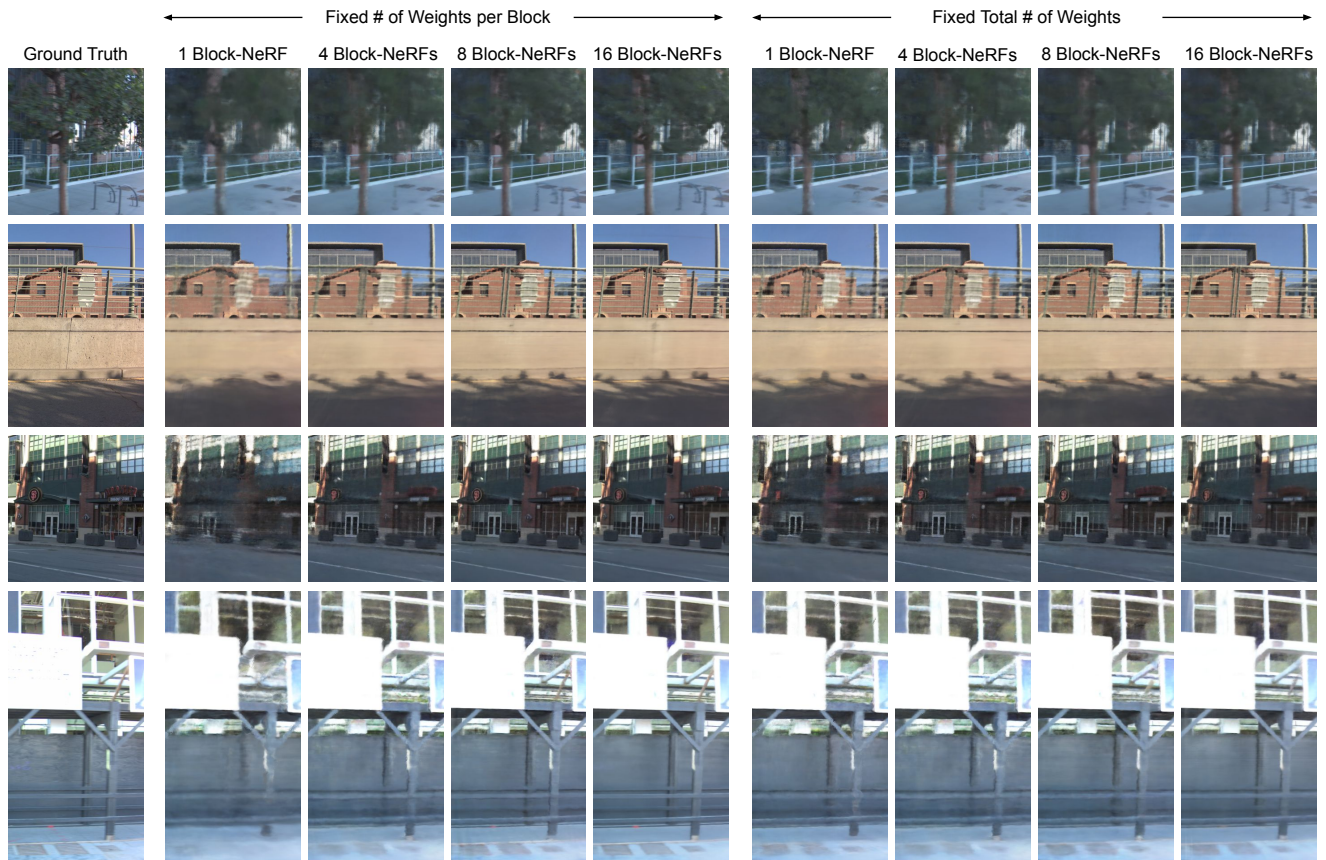 Fixed # of Weights per Block
Fixed Total # of Weights
Ground Truth
1 Block-NeRF
4 Block-NeRFs
8 Block-NeRFs
16 Block-NeRFs
1 Block-NeRF
4 Block-NeRFs
8 Block-NeRFs
16 Block-NeRFs